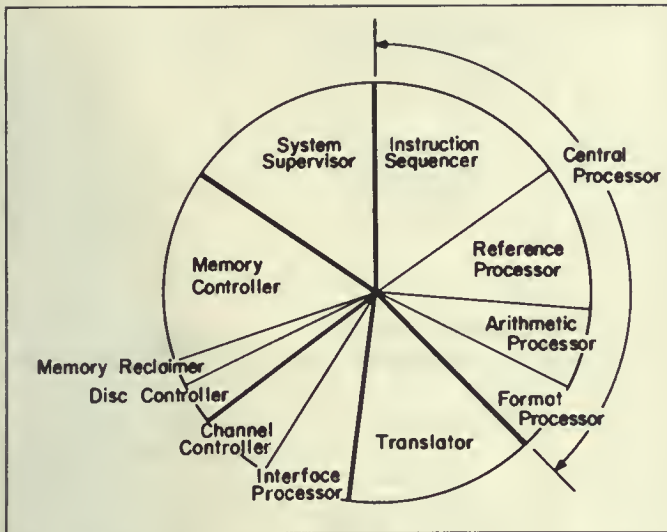 System
Supervisor
Instruction
Sequencer
Central
Processor
Reference
Processor
Memory
Controller
Arithmetic
Processor
Memory Reclaimer
Disc Controller
Format
Processor
Channel
Controller
Translator
Interface
Processor